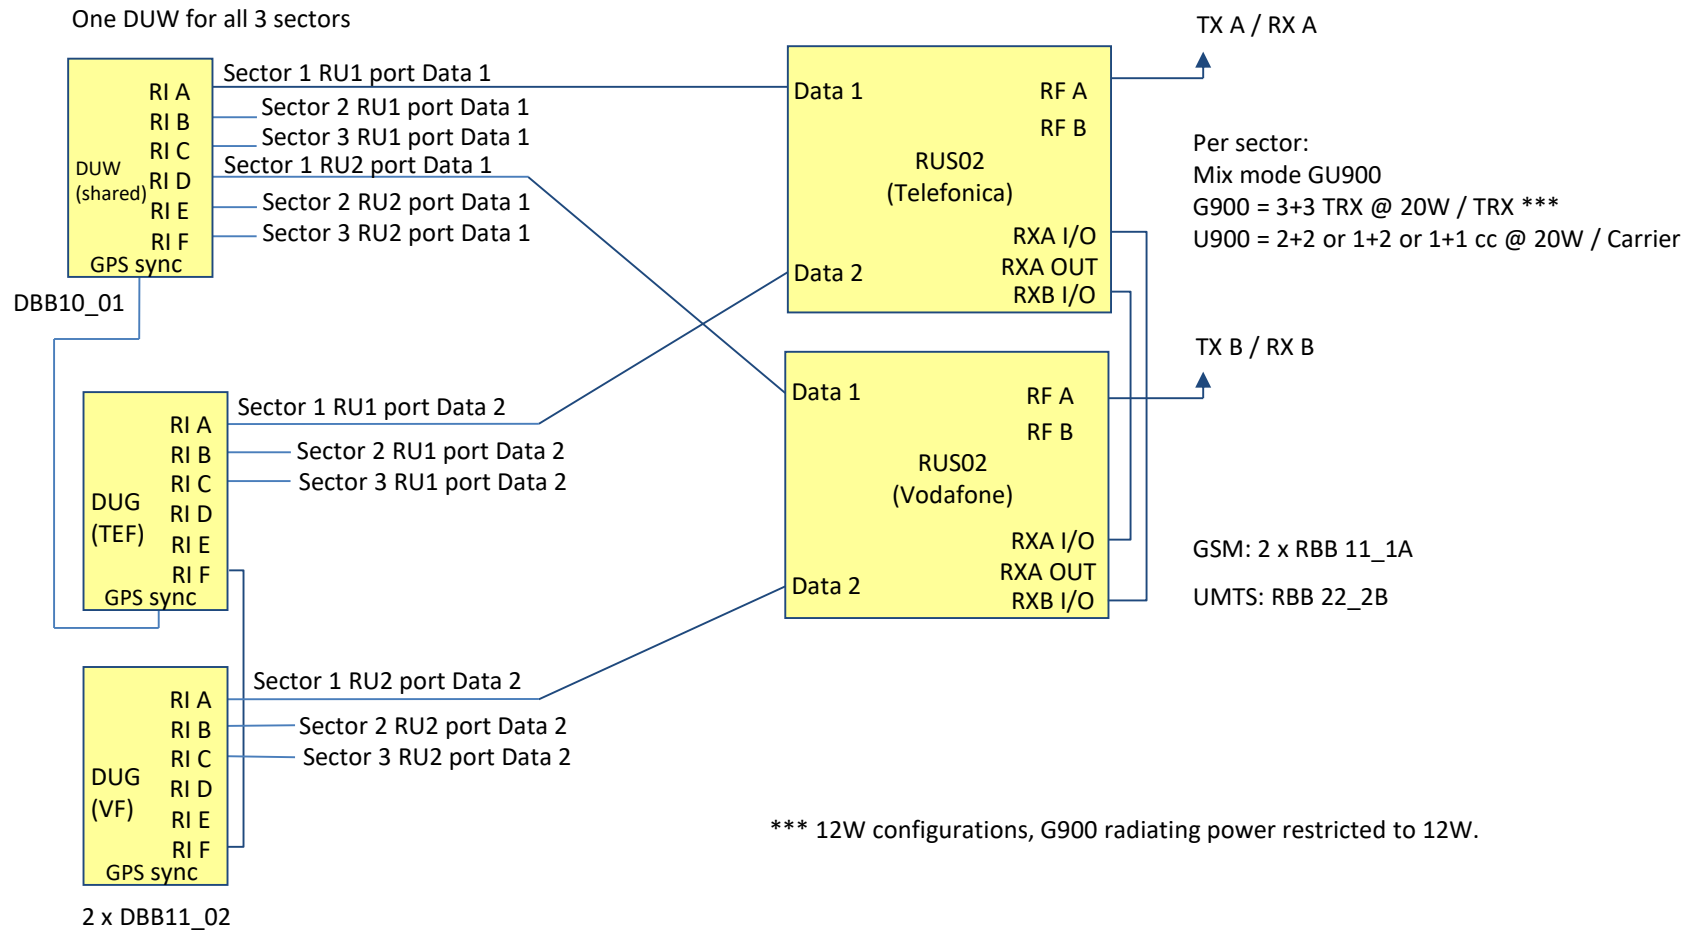 One DUW for all 3 sectors
RI A
RI B
RI C
RI D
RI E
RI F
DUW
(shared)
GPS sync
DBB10_01
Sector 1 RU1 port Data 1
Sector 2 RU1 port Data 1
Sector 3 RU1 port Data 1
Sector 1 RU2 port Data 1
Sector 2 RU2 port Data 1
Sector 3 RU2 port Data 1
Data 1
RF A
RF B
RUS02
(Telefonica)
RXA I/O
RXA OUT
RXB I/O
Data 2
TX A / RX A
Per sector:
Mix mode GU900
G900 = 3+3 TRX @ 20W / TRX ***
U900 = 2+2 or 1+2 or 1+1 cc @ 20W / Carrier
RI A
RI B
RI C
RI D
RI E
RI F
DUG
(TEF)
GPS sync
Sector 1 RU1 port Data 2
Sector 2 RU1 port Data 2
Sector 3 RU1 port Data 2
Data 1
RF A
RF B
RUS02
(Vodafone)
RXA I/O
RXA OUT
RXB I/O
Data 2
TX B / RX B
GSM: 2 x RBB 11_1A
UMTS: RBB 22_2B
RI A
RI B
RI C
RI D
RI E
RI F
DUG
(VF)
GPS sync
2 x DBB11_02
Sector 1 RU2 port Data 2
Sector 2 RU2 port Data 2
Sector 3 RU2 port Data 2
*** 12W configurations, G900 radiating power restricted to 12W.